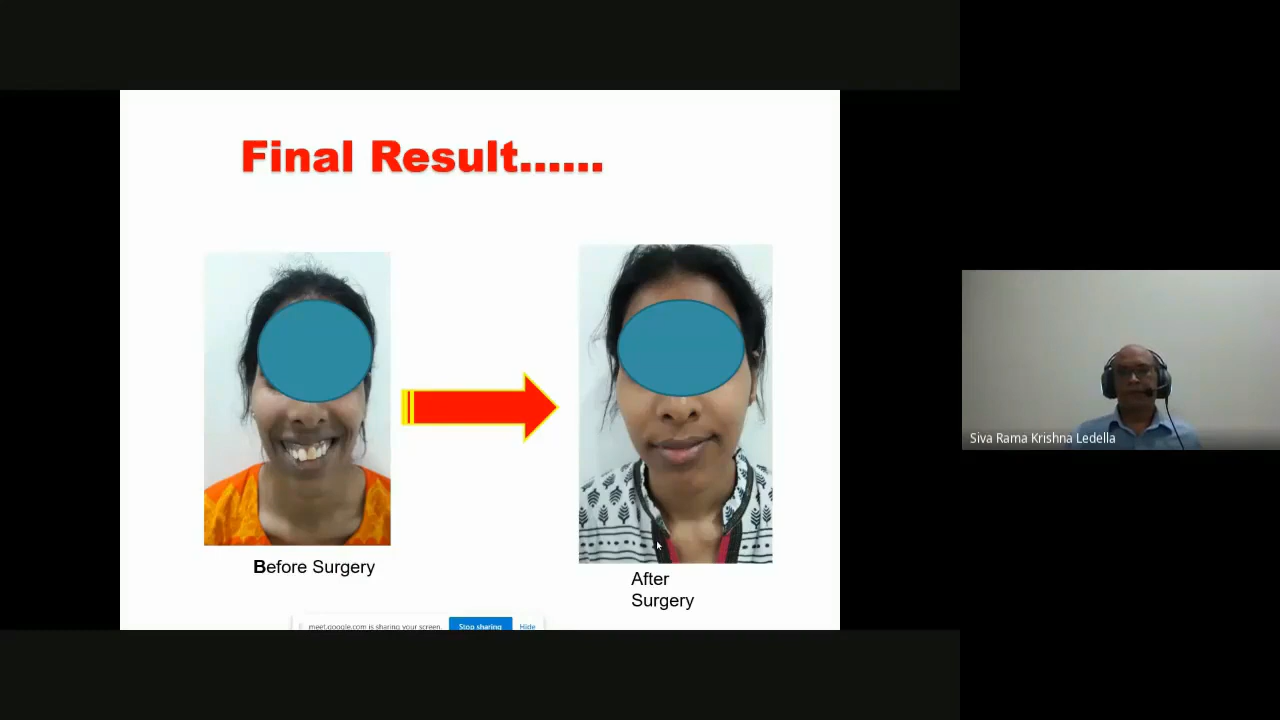 Final Result......
Before Surgery
After
Surgery
meet.google.com is sharing your screen.
Stop sharing
Hide
Siva Rama Krishna Ledella